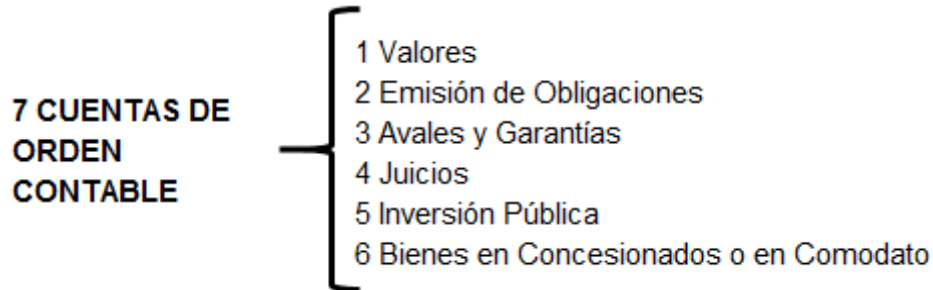 7 CUENTAS DE
ORDEN
CONTABLE
1 Valores
2 Emisión de Obligaciones
3 Avales y Garantías
4 Juicios
5 Inversión Pública
6 Bienes en Concesionados o en Comodato